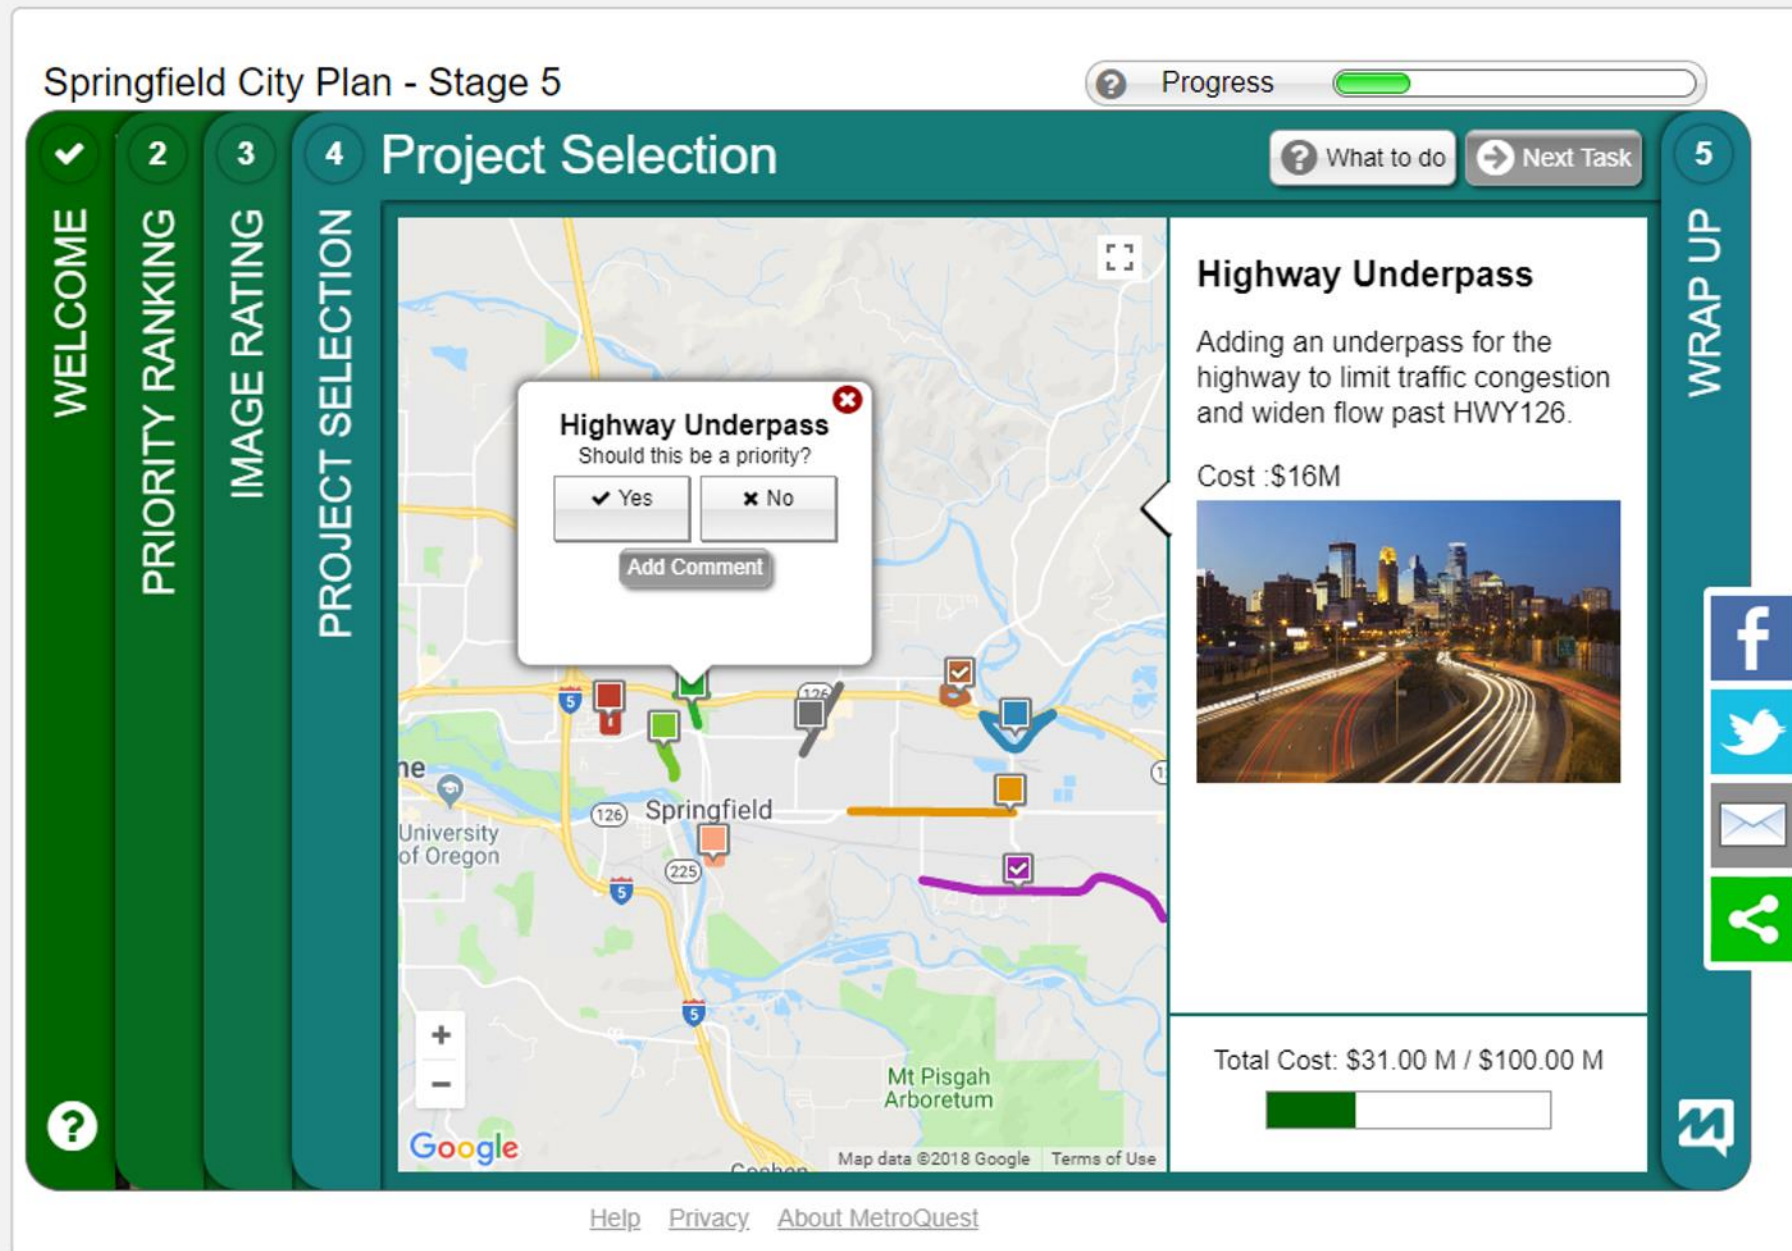 Springfield City Plan - Stage 5
? Progress
WELCOME
2
PRIORITY RANKING
3
IMAGE RATING
4
PROJECT SELECTION
Project Selection
? What to do
Next Task
5
WRAP UP
Highway Underpass
Should this be a priority?
Yes
No
Add Comment
126
5
126
Springfield
University
of Oregon
225
5
5
Mt Pisgah
Arboretum
+
−
Google
Map data ©2018 Google
Terms of Use
Highway Underpass
Adding an underpass for the
highway to limit traffic congestion
and widen flow past HWY126.
Cost :$16M
Total Cost: $31.00 M / $100.00 M
f
?
m
Help
Privacy
About MetroQuest